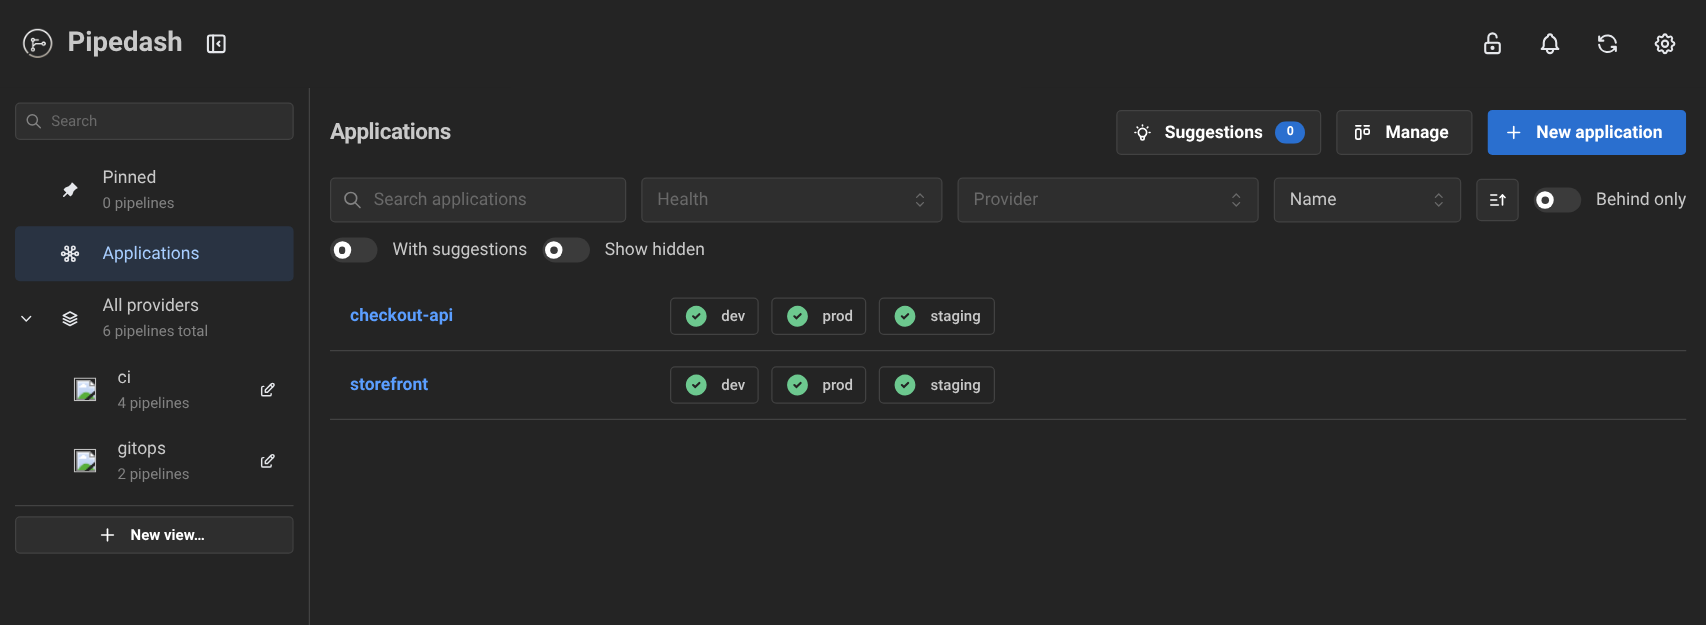 Pipedash
Search
Pinned
0 pipelines
Applications
All providers
6 pipelines total
ci
4 pipelines
gitops
2 pipelines
New view...
Applications
Suggestions 0
Manage
New application
Search applications
Health
Provider
Name
Behind only
With suggestions
Show hidden
checkout-api dev prod staging
storefront dev prod staging